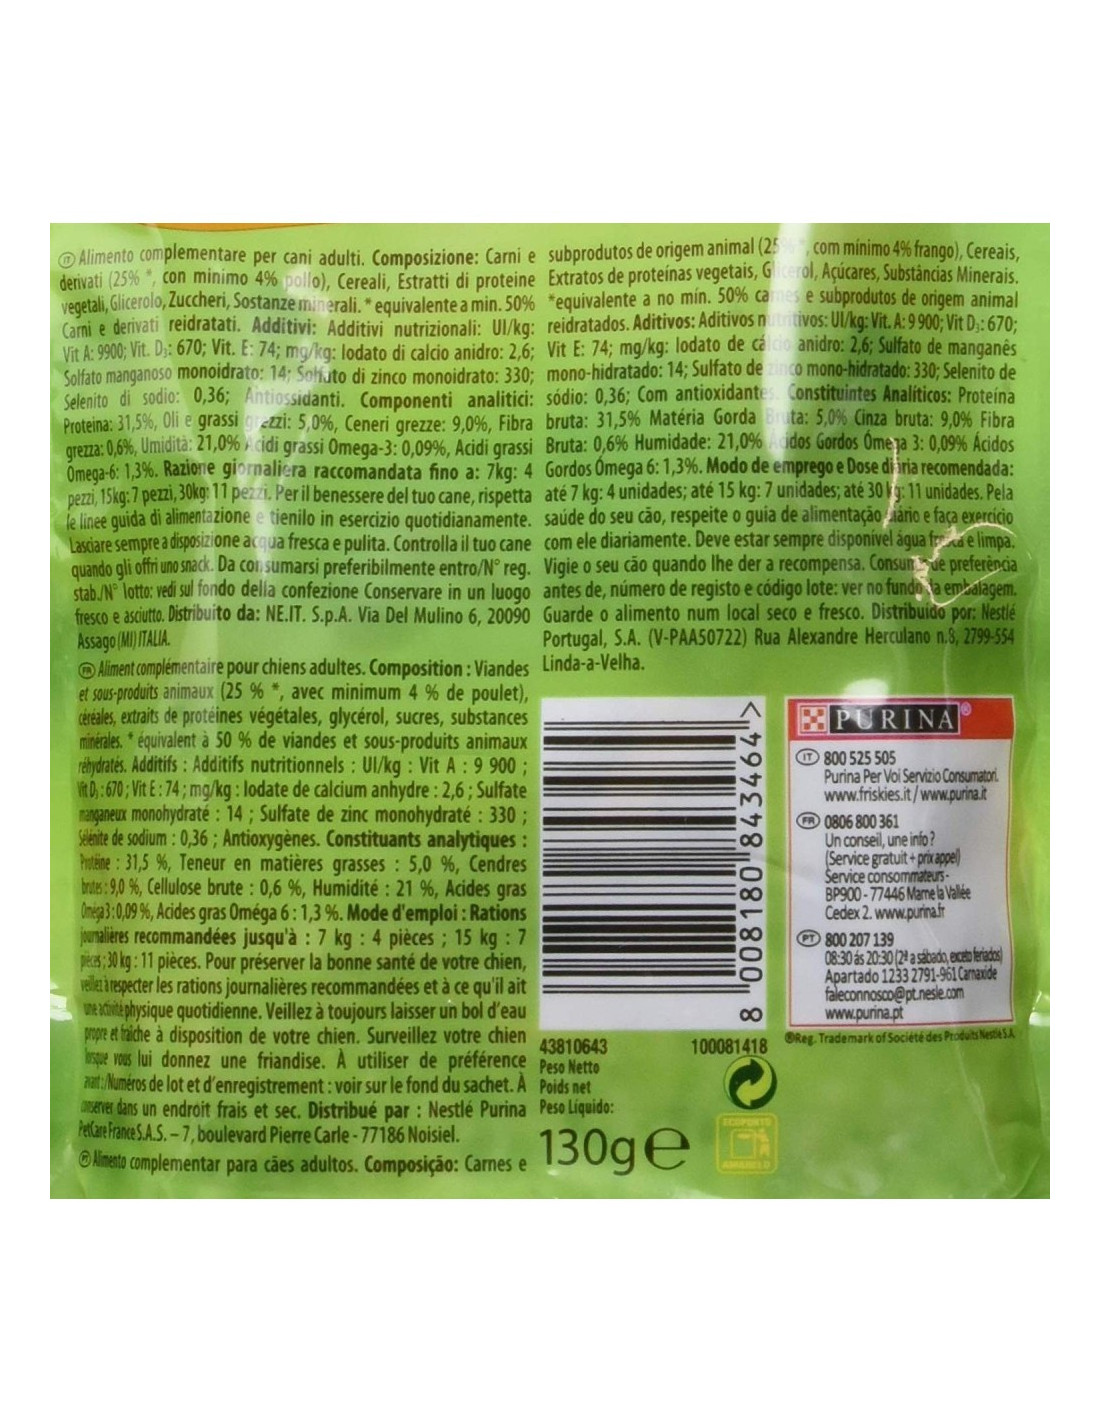 IT Alimento complementare per cani adulti. Composizione: Carni e
derivati (25% *, con minimo 4% pollo), Cereali, Estratti di proteine
vegetali, Glicerolo, Zuccheri, Sostanze minerali. * equivalente a min. 50%
Carni e derivati reidratati. Additivi: Additivi nutrizionali: UI/kg:
Vit A: 9900; Vit. D₃: 670; Vit. E: 74; mg/kg: Iodato di calcio anidro: 2,6;
Solfato manganoso monoidrato: 14; Solfato di zinco monoidrato: 330;
Selenito di sodio: 0,36; Antiossidanti. Componenti analitici:
Proteina: 31,5%, Oli e grassi grezzi: 5,0%, Ceneri grezze: 9,0%, Fibra
grezza: 0,6%, Umidità: 21,0% Acidi grassi Omega-3: 0,09%, Acidi grassi
Omega-6: 1,3%. Razione giornaliera raccomandata fino a: 7kg: 4
pezzi, 15kg: 7 pezzi, 30kg: 11 pezzi. Per il benessere del tuo cane, rispetta
le linee guida di alimentazione e tienilo in esercizio quotidianamente.
Lasciare sempre a disposizione acqua fresca e pulita. Controlla il tuo cane
quando gli offri uno snack. Da consumarsi preferibilmente entro/N° reg.
stab./N° lotto: vedi sul fondo della confezione Conservare in un luogo
fresco e asciutto. Distribuito da: NE.IT. S.p.A. Via Del Mulino 6, 20090
Assago (MI) ITALIA.
FR Aliment complémentaire pour chiens adultes. Composition : Viandes
et sous-produits animaux (25 % *, avec minimum 4 % de poulet),
céréales, extraits de protéines végétales, glycérol, sucres, substances
minérales. * équivalent à 50 % de viandes et sous-produits animaux
réhydratés. Additifs : Additifs nutritionnels : UI/kg : Vit A : 9 900 ;
Vit D₃ : 670 ; Vit E : 74 ; mg/kg : Iodate de calcium anhydre : 2,6 ; Sulfate
manganeux monohydraté : 14 ; Sulfate de zinc monohydraté : 330 ;
Sélénite de sodium : 0,36 ; Antioxygènes. Constituants analytiques :
Protéine : 31,5 %, Teneur en matières grasses : 5,0 %, Cendres
brutes : 9,0 %, Cellulose brute : 0,6 %, Humidité : 21 %, Acides gras
Oméga 3 : 0,09 %, Acides gras Oméga 6 : 1,3 %. Mode d'emploi : Rations
journalières recommandées jusqu'à : 7 kg : 4 pièces ; 15 kg : 7
pièces ; 30 kg : 11 pièces. Pour préserver la bonne santé de votre chien,
veillez à respecter les rations journalières recommandées et à ce qu'il ait
une activité physique quotidienne. Veillez à toujours laisser un bol d'eau
propre et fraîche à disposition de votre chien. Surveillez votre chien
lorsque vous lui donnez une friandise. À utiliser de préférence
avant :/Numéros de lot et d'enregistrement : voir sur le fond du sachet. À
conserver dans un endroit frais et sec. Distribué par : Nestlé Purina
PetCare France S.A.S. – 7, boulevard Pierre Carle - 77186 Noisiel.
PT Alimento complementar para cães adultos. Composição: Carnes e
subprodutos de origem animal (25% *, com mínimo 4% frango), Cereais,
Extratos de proteínas vegetais, Glicerol, Açúcares, Substâncias Minerais.
*equivalente a no mín. 50% carnes e subprodutos de origem animal
reidratados. Aditivos: Aditivos nutritivos: UI/kg: Vit. A: 9 900; Vit D₃: 670;
Vit E: 74; mg/kg: Iodato de cálcio anidro: 2,6; Sulfato de manganês
mono-hidratado: 14; Sulfato de zinco mono-hidratado: 330; Selenito de
sódio: 0,36; Com antioxidantes. Constituintes Analíticos: Proteína
bruta: 31,5% Matéria Gorda Bruta: 5,0% Cinza bruta: 9,0% Fibra
Bruta: 0,6% Humidade: 21,0% Ácidos Gordos Ómega 3: 0,09% Ácidos
Gordos Ómega 6: 1,3%. Modo de emprego e Dose diária recomendada:
até 7 kg: 4 unidades; até 15 kg: 7 unidades; até 30 kg: 11 unidades. Pela
saúde do seu cão, respeite o guia de alimentação diário e faça exercício
com ele diariamente. Deve estar sempre disponível água fresca e limpa.
Vigie o seu cão quando lhe der a recompensa. Consumir de preferência
antes de, número de registo e código lote: ver no fundo da embalagem.
Guarde o alimento num local seco e fresco. Distribuído por: Nestlé
Portugal, S.A. (V-PAA50722) Rua Alexandre Herculano n.8, 2799-554
Linda-a-Velha.
8 008180 843464 >
43810643 100081418
Peso Netto
Poids net
Peso Líquido:
130g e
ECOPONTO
AMARELO
PURINA®
IT 800 525 505
Purina Per Voi Servizio Consumatori.
www.friskies.it / www.purina.it
FR 0806 800 361
Un conseil, une info ?
(Service gratuit + prix appel)
Service consommateurs -
BP900 - 77446 Marne la Vallée
Cedex 2. www.purina.fr
PT 800 207 139
08:30 ás 20:30 (2ª a sábado, exceto feriados)
Apartado 1233 2791-961 Carnaxide
faleconnosco@pt.nesle.com
www.purina.pt
®Reg. Trademark of Société des Produits Nestlé S.A.